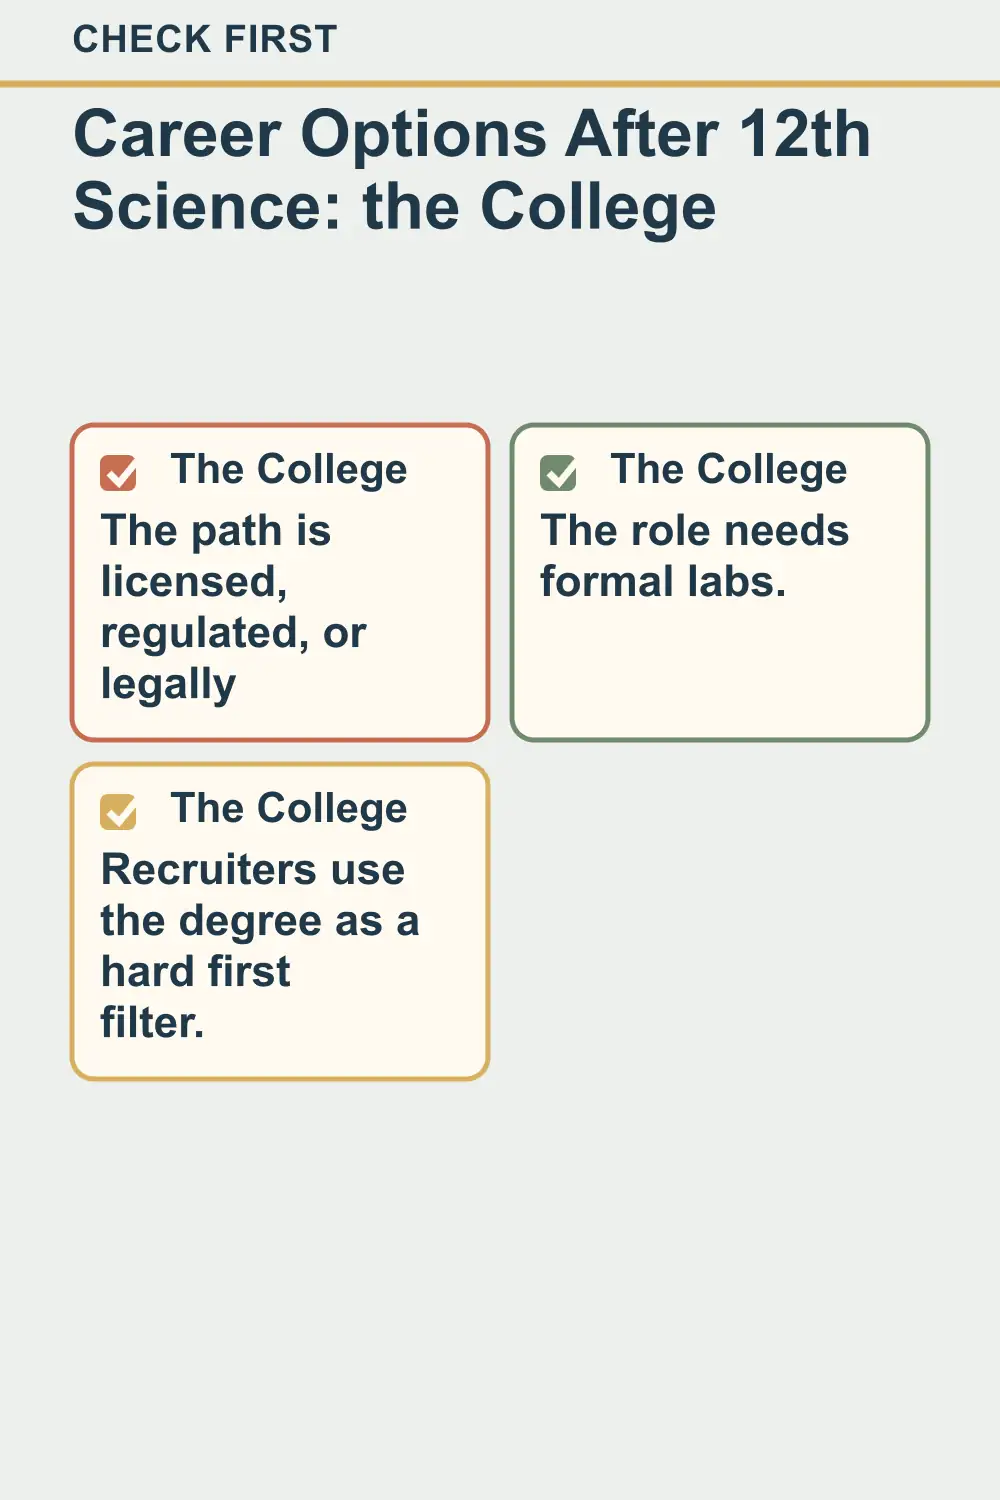 CHECK FIRST
Career Options After 12th
Science: the College
The College
The path is
licensed,
regulated, or
legally
The College
The role needs
formal labs.
The College
Recruiters use
the degree as a
hard first
filter.